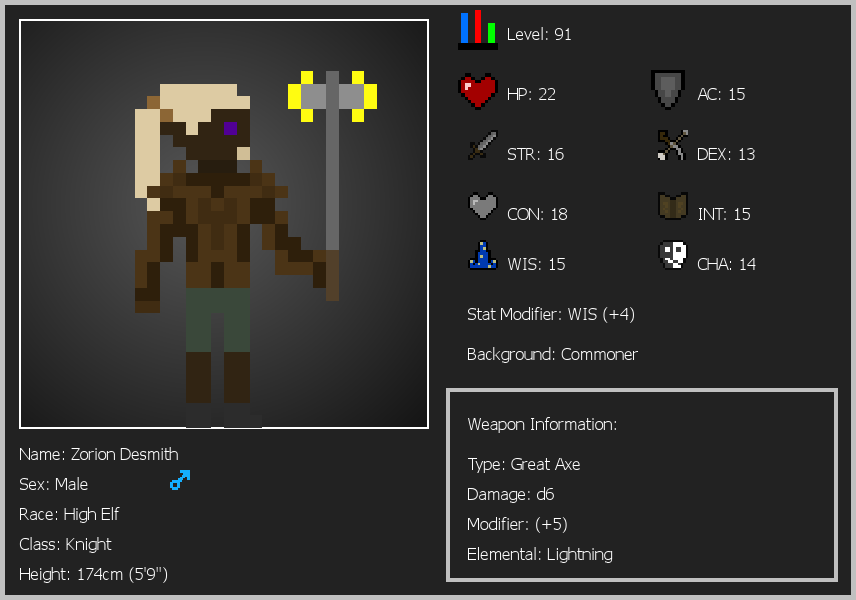 Level: 91
HP: 22
AC: 15
STR: 16
DEX: 13
CON: 18
INT: 15
WIS: 15
CHA: 14
Stat Modifier: WIS (+4)
Background: Commoner
Weapon Information:
Type: Great Axe
Damage: d6
Modifier: (+5)
Elemental: Lightning
Name: Zorion Desmith
Sex: Male
Race: High Elf
Class: Knight
Height: 174cm (5'9")